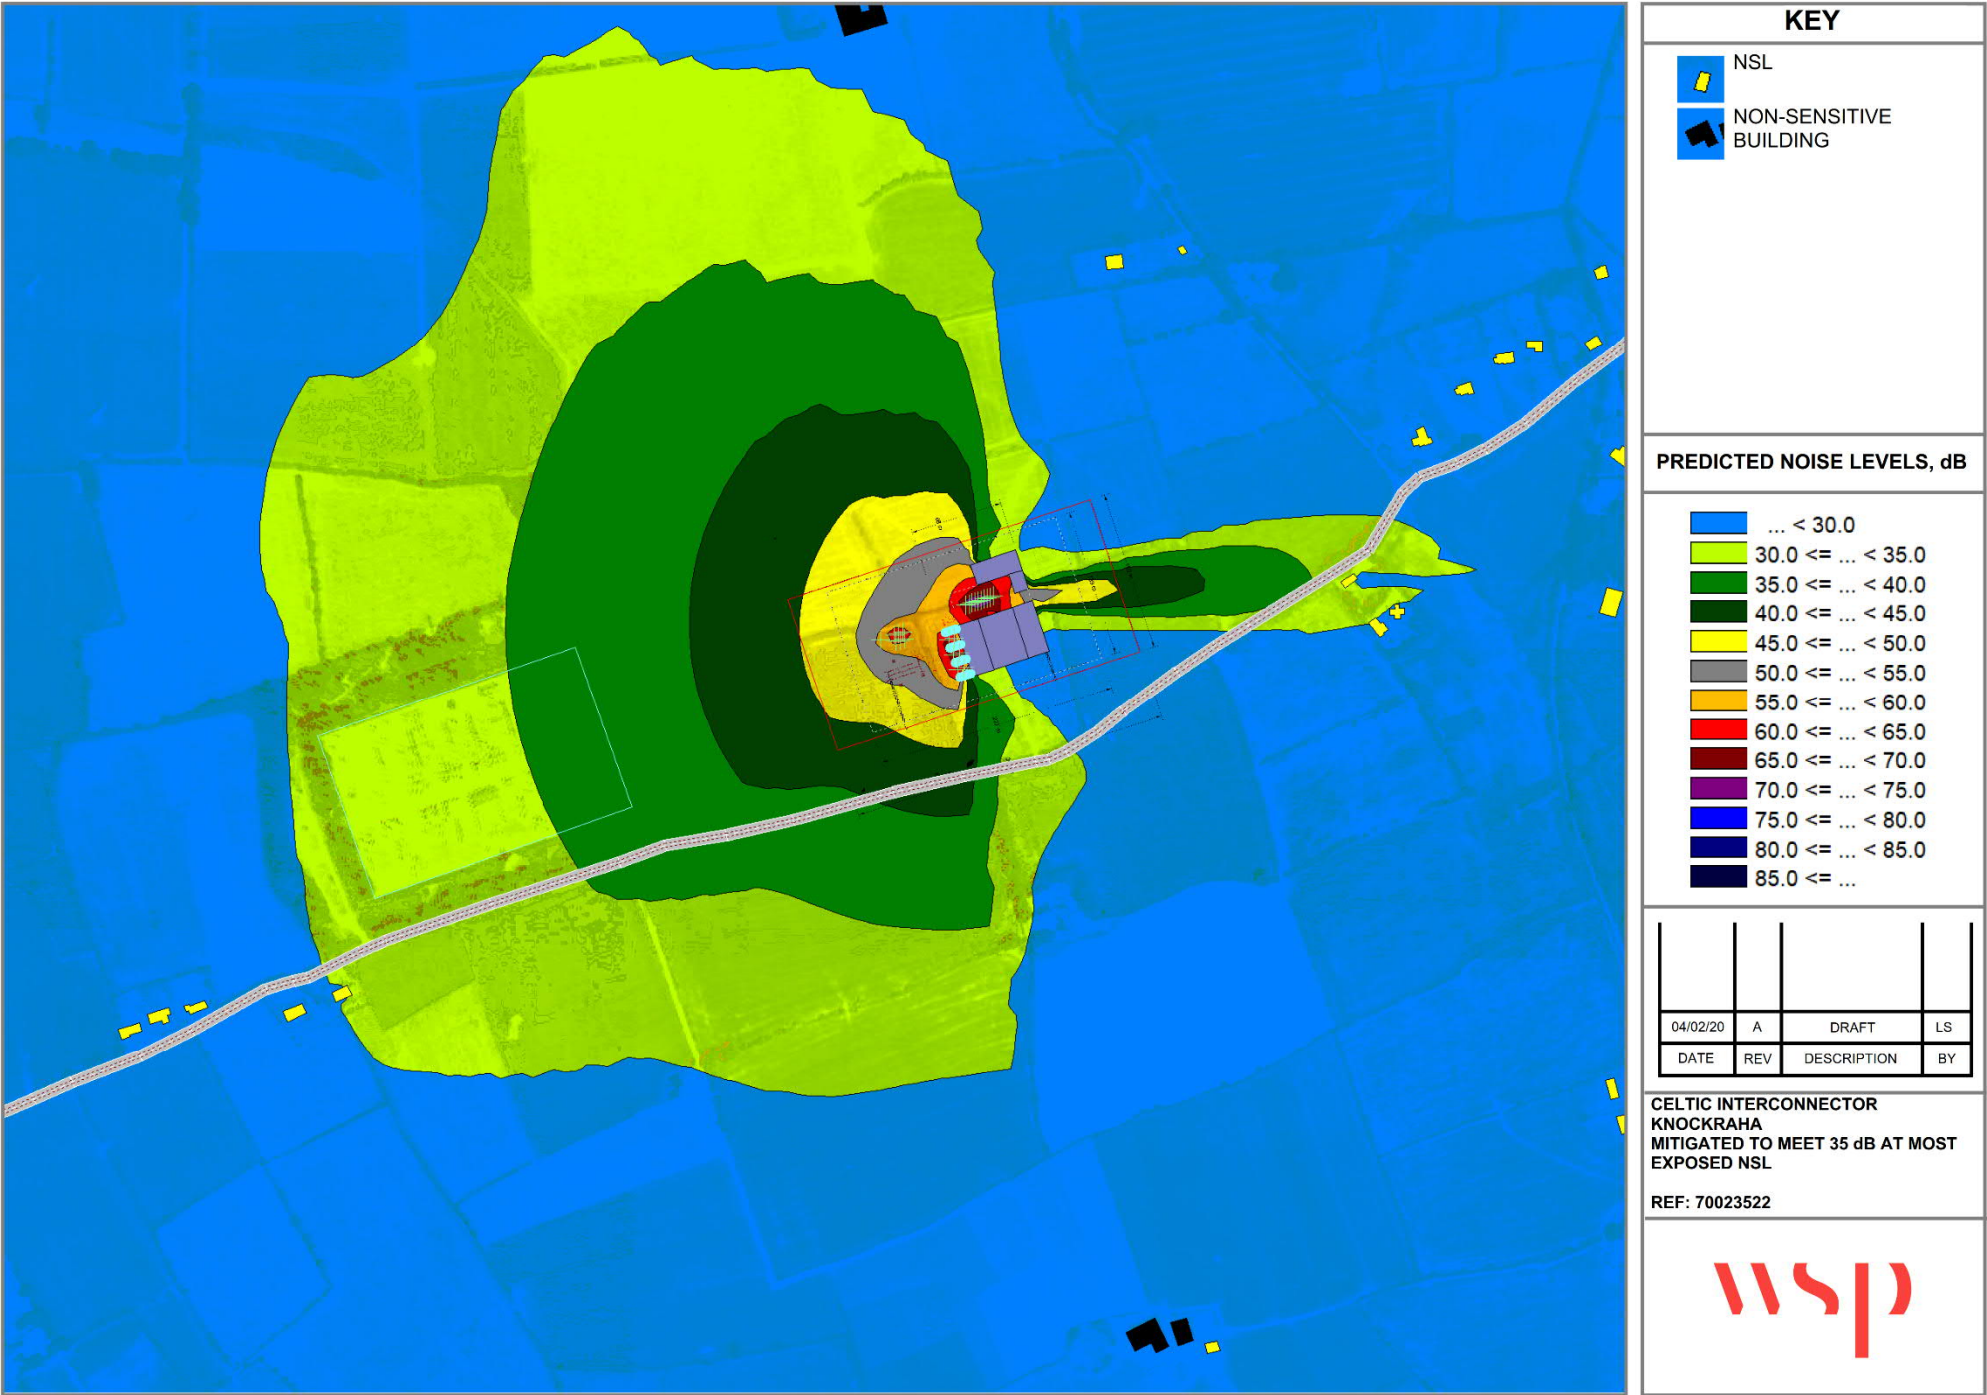 KEY
NSL
NON-SENSITIVE
BUILDING
PREDICTED NOISE LEVELS, dB
... < 30.0
30.0 <= ... < 35.0
35.0 <= ... < 40.0
40.0 <= ... < 45.0
45.0 <= ... < 50.0
50.0 <= ... < 55.0
55.0 <= ... < 60.0
60.0 <= ... < 65.0
65.0 <= ... < 70.0
70.0 <= ... < 75.0
75.0 <= ... < 80.0
80.0 <= ... < 85.0
85.0 <= ...
04/02/20 A DRAFT LS
DATE REV DESCRIPTION BY
CELTIC INTERCONNECTOR
KNOCKRAHA
MITIGATED TO MEET 35 dB AT MOST
EXPOSED NSL
REF: 70023522
wsp